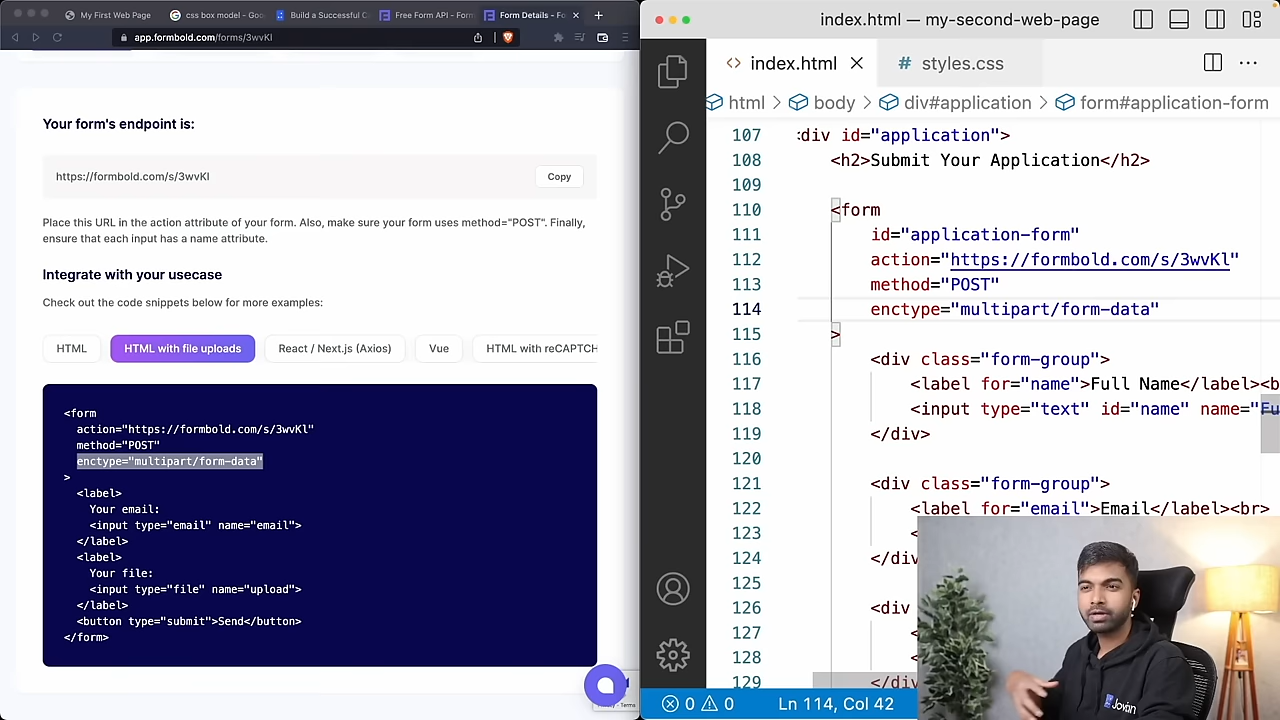 My First Web Page
css box model - Goo
Build a Successful C
Free Form API - Form
Form Details - Fo
app.formbold.com/forms/3wvKl
Your form's endpoint is:
https://formbold.com/s/3wvKl
Copy
Place this URL in the action attribute of your form. Also, make sure your form uses method="POST". Finally,
ensure that each input has a name attribute.
Integrate with your usecase
Check out the code snippets below for more examples:
HTML
HTML with file uploads
React / Next.js (Axios)
Vue
HTML with reCAPTCH
<form
action="https://formbold.com/s/3wvKl"
method="POST"
enctype="multipart/form-data"
>
<label>
Your email:
<input type="email" name="email">
</label>
<label>
Your file:
<input type="file" name="upload">
</label>
<button type="submit">Send</button>
</form>
Terms
index.html — my-second-web-page
index.html
# styles.css
html > body > div#application > form#application-form
107 div id="application">
108 <h2>Submit Your Application</h2>
109
110 <form
111 id="application-form"
112 action="https://formbold.com/s/3wvKl"
113 method="POST"
114 enctype="multipart/form-data"
115 >
116 <div class="form-group">
117 <label for="name">Full Name</label><b
118 <input type="text" id="name" name="Fu
119 </div>
120
121 <div class="form-group">
122 <label for="email">Email</label><br>
123 <
124 </di
125
126 <div
127 <
128 <
129 </di
0 0 Ln 114, Col 42
Jovian